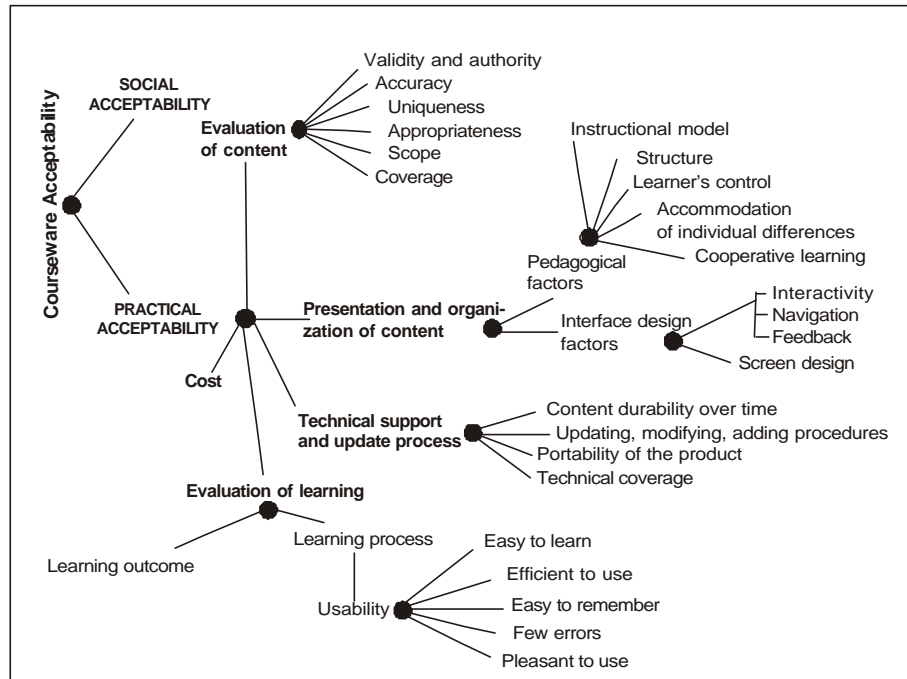 Courseware Acceptability
SOCIAL
ACCEPTABILITY
PRACTICAL
ACCEPTABILITY
Evaluation
of content
Validity and authority
Accuracy
Uniqueness
Appropriateness
Scope
Coverage
Presentation and organi-
zation of content
Pedagogical
factors
Instructional model
Structure
Learner's control
Accommodation
of individual differences
Cooperative learning
Interface design
factors
Interactivity
Navigation
Feedback
Screen design
Cost
Technical support
and update process
Content durability over time
Updating, modifying, adding procedures
Portability of the product
Technical coverage
Evaluation of learning
Learning outcome
Learning process
Usability
Easy to learn
Efficient to use
Easy to remember
Few errors
Pleasant to use